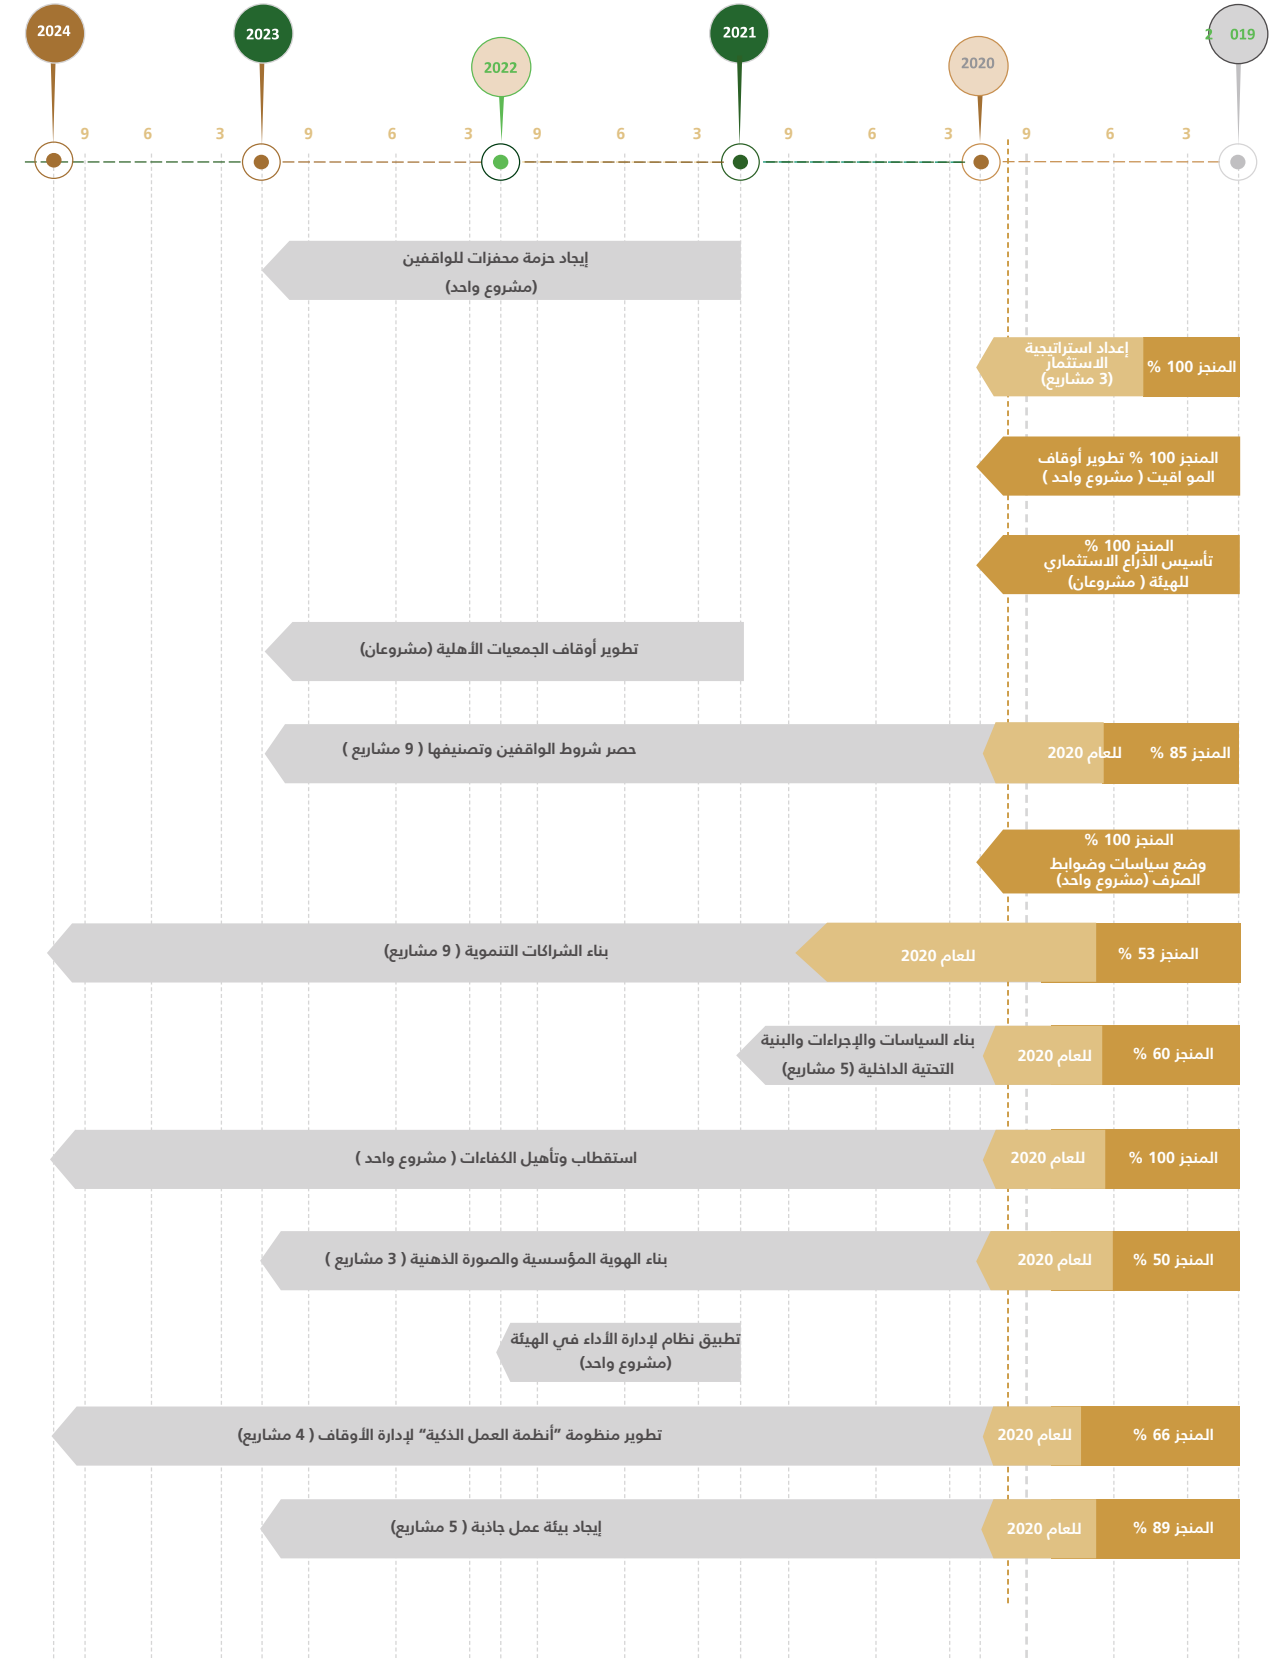 2019
2020
2021
2022
2023
2024
3
6
9
3
6
9
3
6
9
3
6
9
3
6
9
إيجاد حزمة محفزات للواقفين
(مشروع واحد)
المنجز 100 %
إعداد استراتيجية
الاستثمار
(3 مشاريع)
المنجز 100 % تطوير أوقاف
المو اقيت ( مشروع واحد )
المنجز 100 %
تأسيس الذراع الاستثماري
للهيئة ( مشروعان)
تطوير أوقاف الجمعيات الأهلية (مشروعان)
المنجز 85 %
للعام 2020
حصر شروط الواقفين وتصنيفها ( 9 مشاريع )
المنجز 100 %
وضع سياسات وضوابط
الصرف (مشروع واحد)
المنجز 53 %
للعام 2020
بناء الشراكات التنموية ( 9 مشاريع)
المنجز 60 %
للعام 2020
بناء السياسات والإجراءات والبنية
التحتية الداخلية (5 مشاريع)
المنجز 100 %
للعام 2020
استقطاب وتأهيل الكفاءات ( مشروع واحد )
المنجز 50 %
للعام 2020
بناء الهوية المؤسسية والصورة الذهنية ( 3 مشاريع )
تطبيق نظام لإدارة الأداء في الهيئة
(مشروع واحد)
المنجز 66 %
للعام 2020
تطوير منظومة "أنظمة العمل الذكية" لإدارة الأوقاف ( 4 مشاريع)
المنجز 89 %
للعام 2020
إيجاد بيئة عمل جاذبة ( 5 مشاريع)